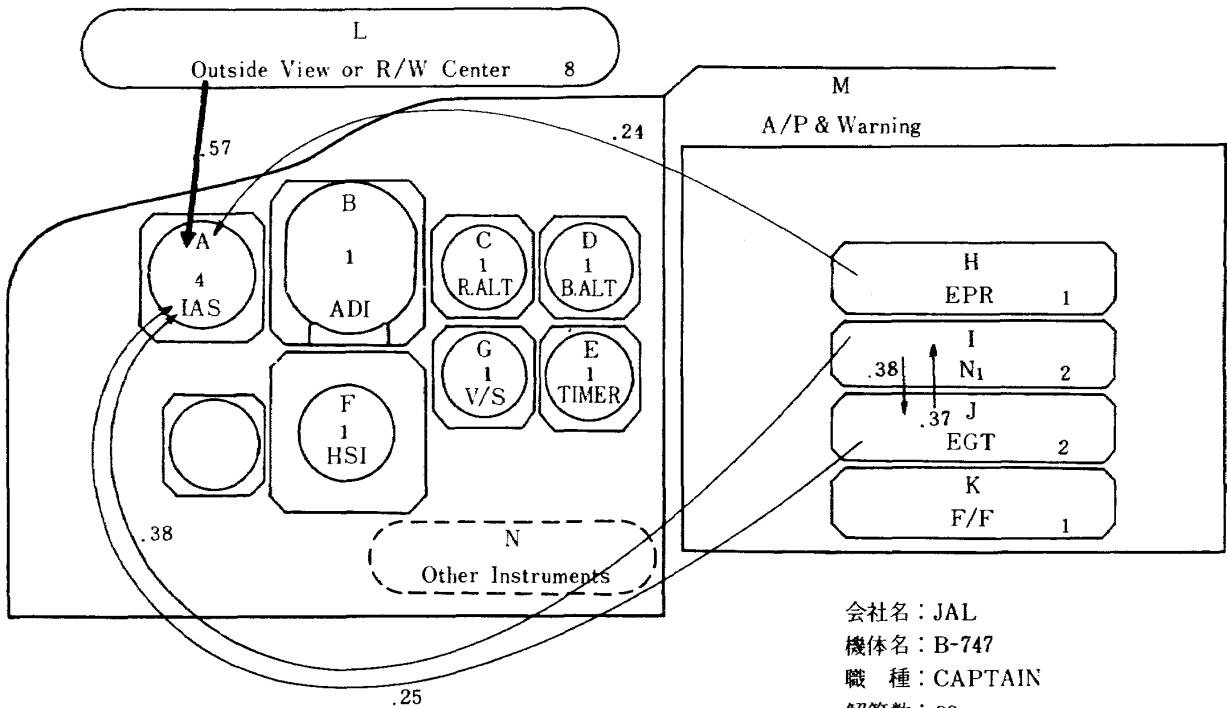 L
Outside View or R/W Center 8
M
A/P & Warning
.57
.24
A
4
IAS
B
1
ADI
C
1
R.ALT
D
1
B.ALT
G
1
V/S
E
1
TIMER
F
1
HSI
H
EPR 1
I
N1 2
.38
.37
J
EGT 2
K
F/F 1
.38
N
Other Instruments
.25
会社名：JAL
機体名：B-747
職 種：CAPTAIN